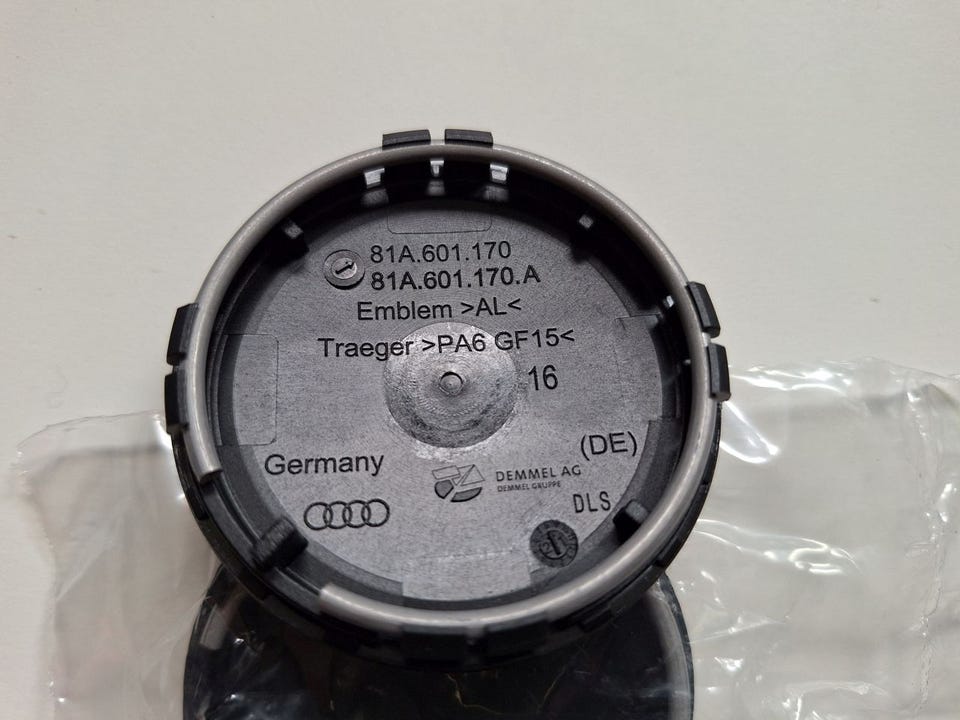 81A.601.170
81A.601.170.A
Emblem >AL<
Traeger >PA6 GF15<
16
Germany
(DE)
DEMMEL AG
DEMMEL GRUPPE
DLS